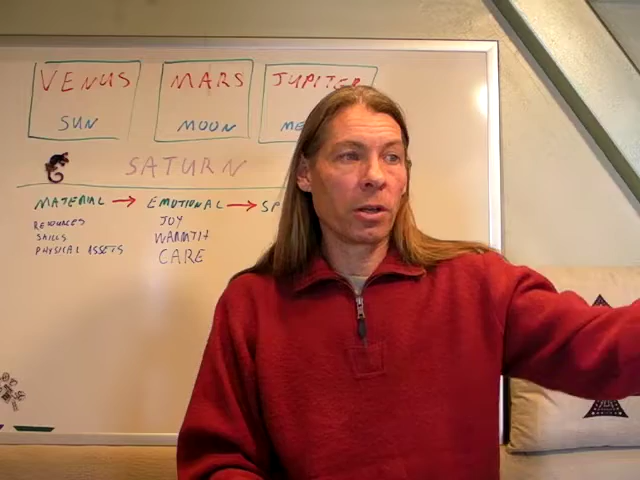 VENUS
SUN
MARS
MOON
JUPITER
SATURN
MATERIAL → EMOTIONAL →
RESOURCES
SKILLS
PHYSICAL ASSETS
JOY
WARMTH
CARE